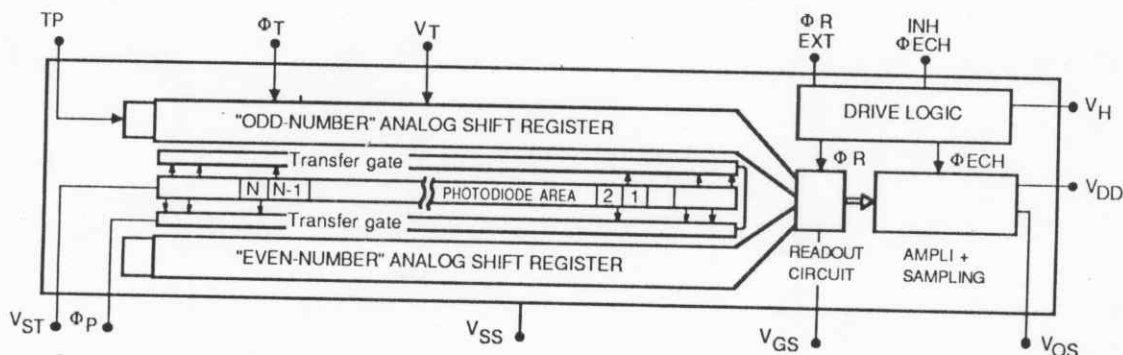 TP
ΦT
VT
ΦR
EXT
INH
ΦECH
"ODD-NUMBER" ANALOG SHIFT REGISTER
DRIVE LOGIC
VH
Transfer gate
ΦR
ΦECH
N N-1
PHOTODIODE AREA
2 1
VDD
Transfer gate
"EVEN-NUMBER" ANALOG SHIFT REGISTER
READOUT
CIRCUIT
AMPLI +
SAMPLING
VST
ΦP
VSS
VGS
VOS